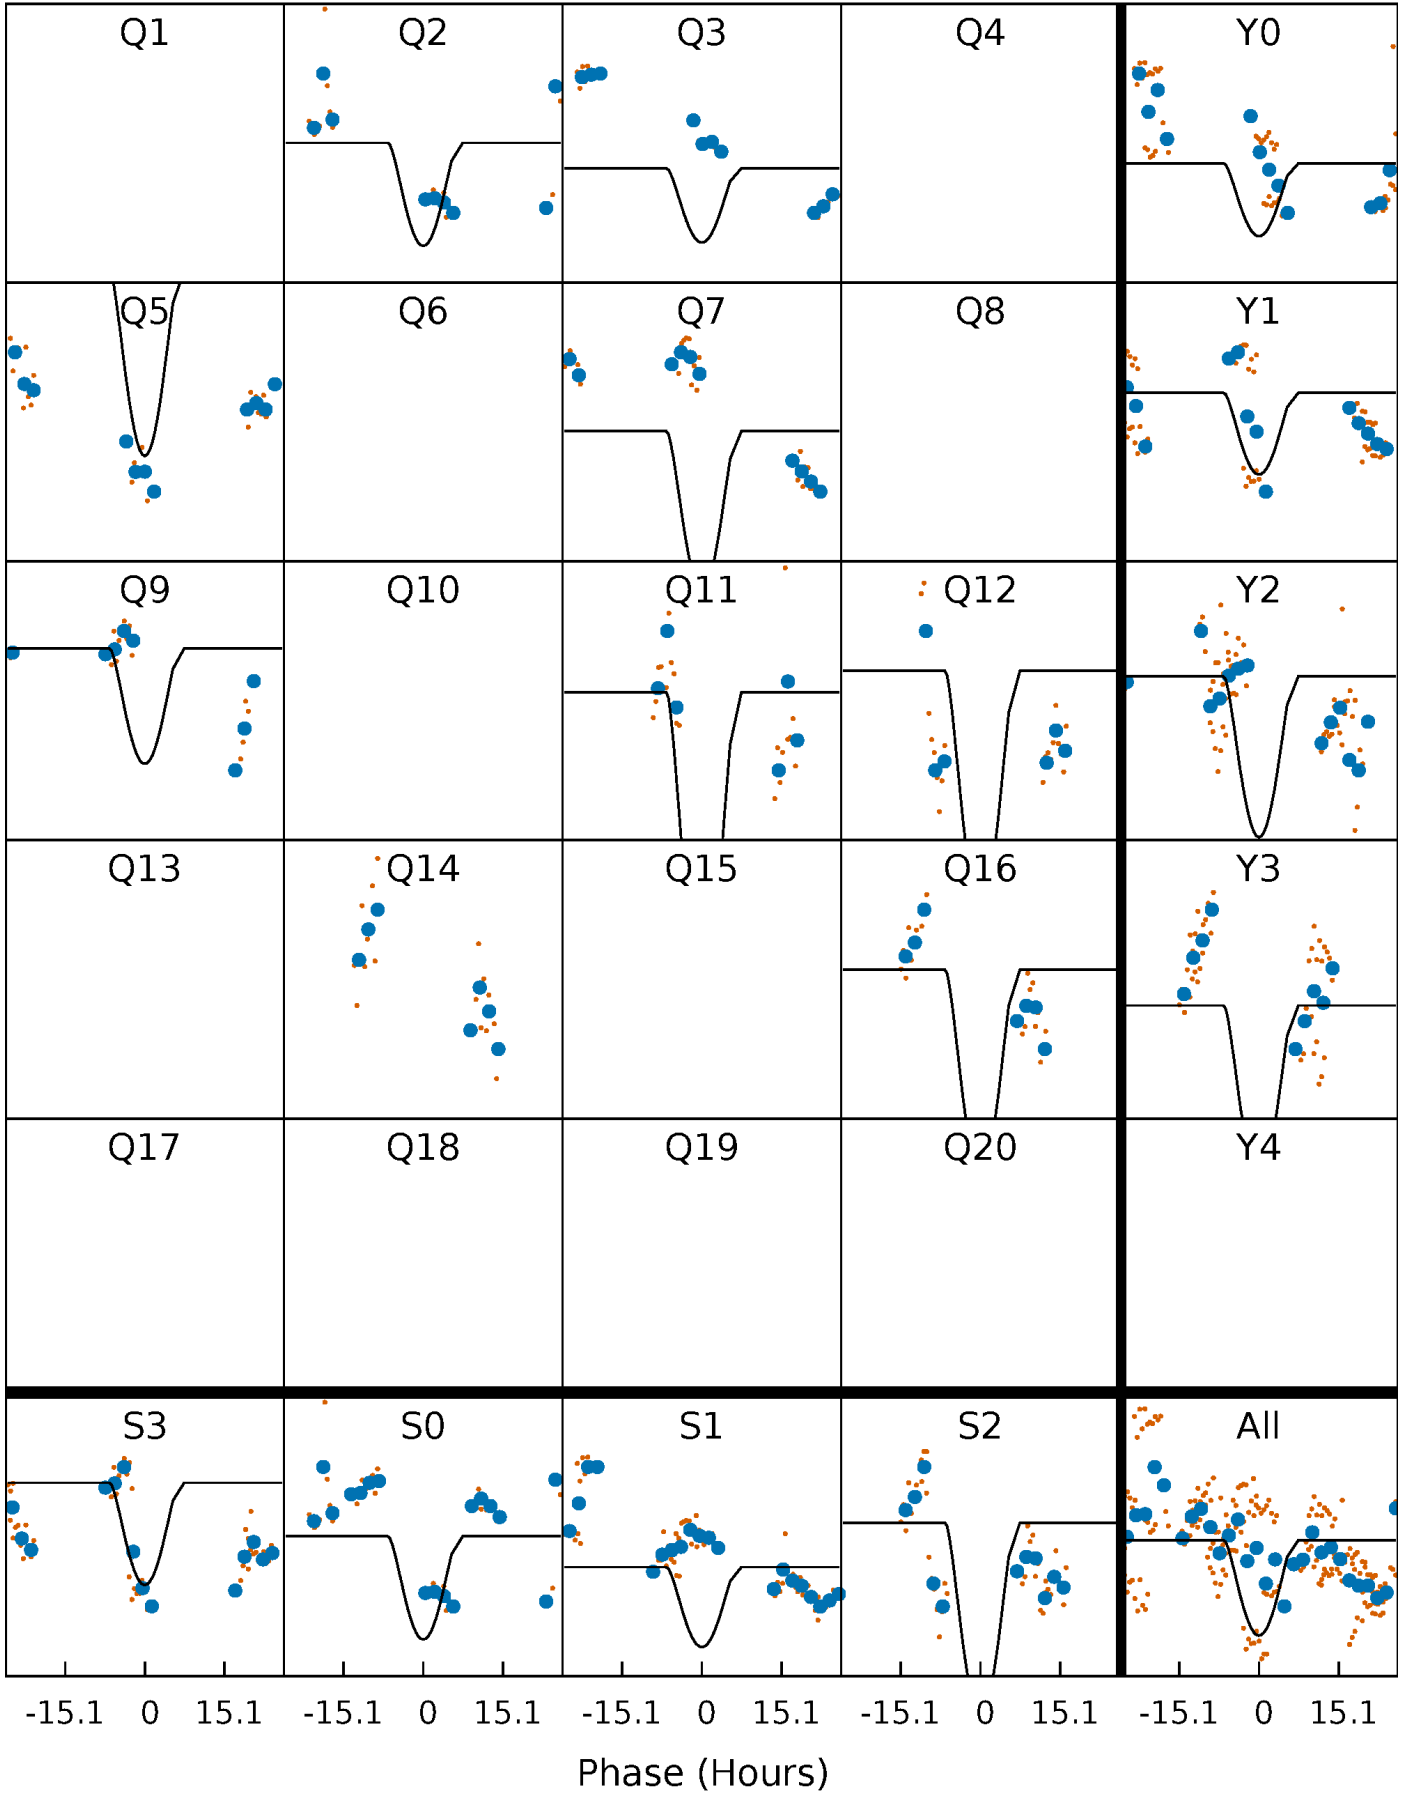 Q1 Q2 Q3 Q4 Y0
Q5 Q6 Q7 Q8 Y1
Q9 Q10 Q11 Q12 Y2
Q13 Q14 Q15 Q16 Y3
Q17 Q18 Q19 Q20 Y4
S3 S0 S1 S2 All
-15.1 0 15.1 -15.1 0 15.1 -15.1 0 15.1 -15.1 0 15.1 -15.1 0 15.1
Phase (Hours)